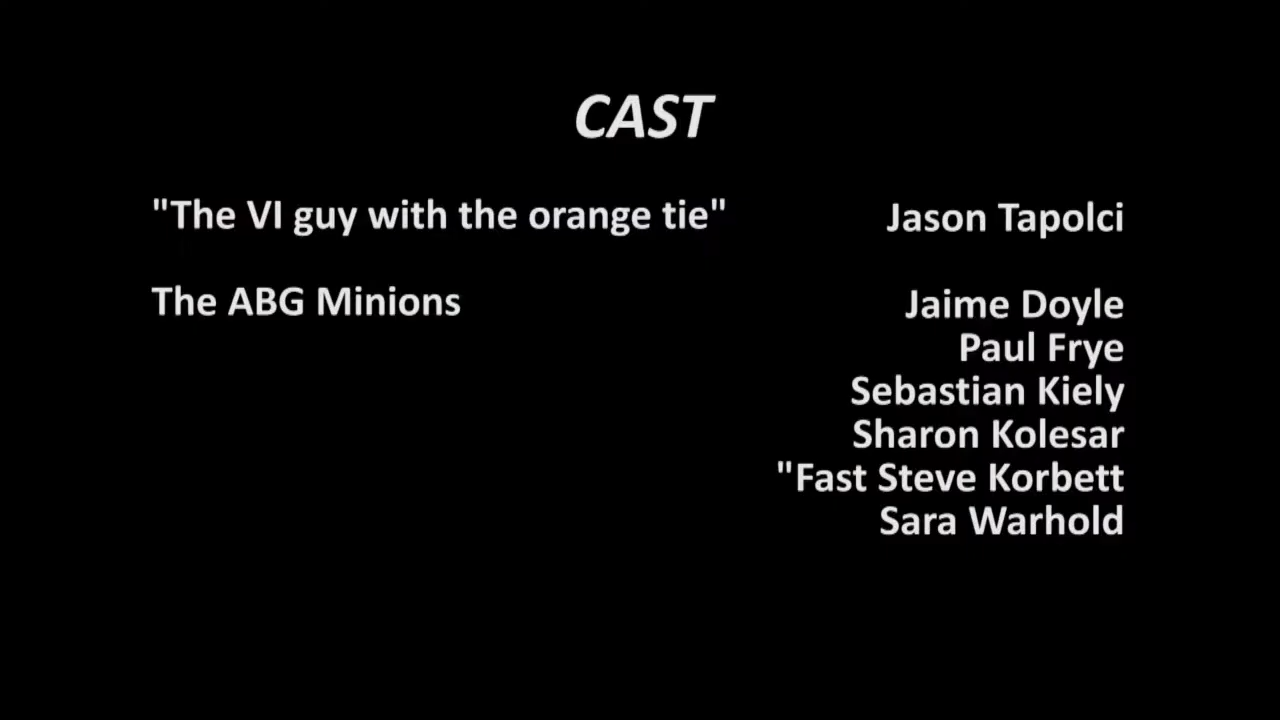 CAST
"The VI guy with the orange tie" Jason Tapolci
The ABG Minions Jaime Doyle
Paul Frye
Sebastian Kiely
Sharon Kolesar
"Fast Steve Korbett
Sara Warhold